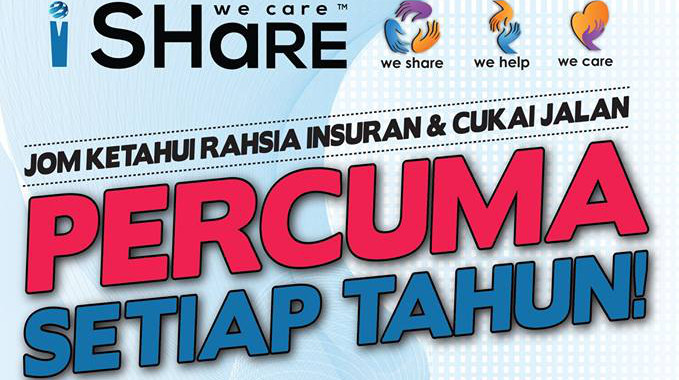 we care™
i SHaRE
we share we help we care
JOM KETAHUI RAHSIA INSURAN & CUKAI JALAN
PERCUMA
SETIAP TAHUN!